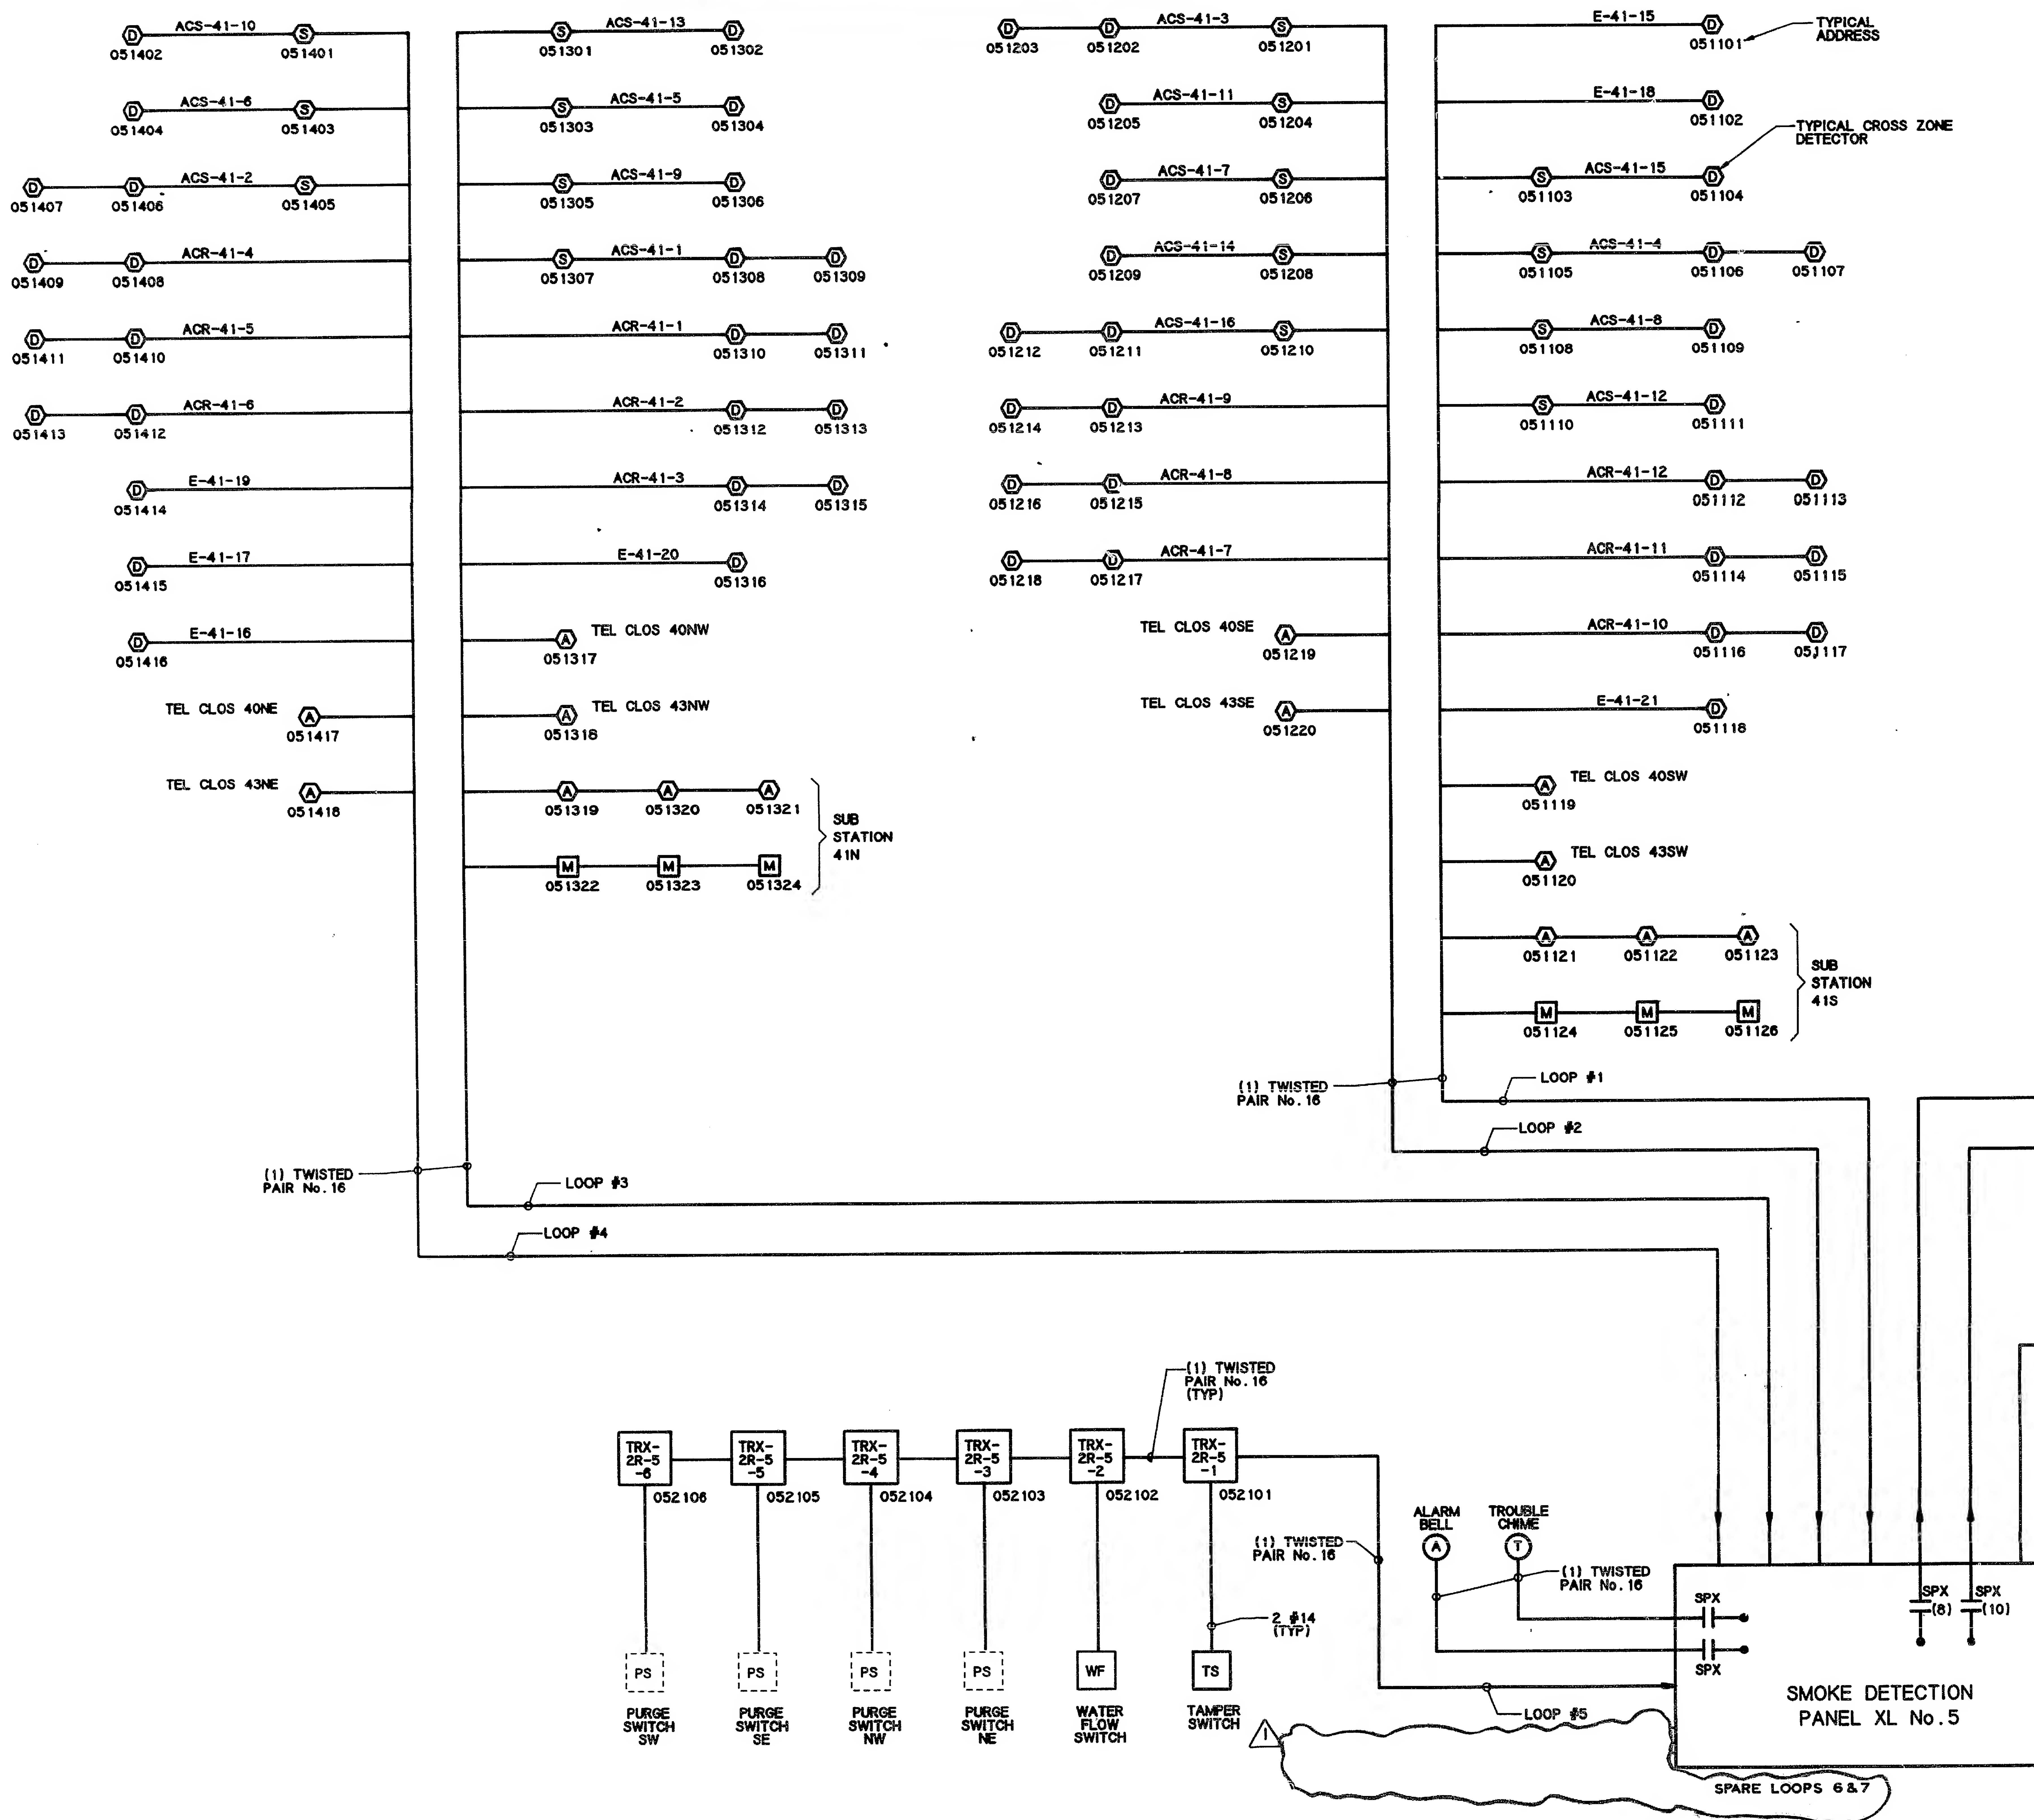 ACS-41-10
D
S
051402
051401
ACS-41-6
D
S
051404
051403
ACS-41-2
D
D
S
051407
051406
051405
ACR-41-4
D
D
051409
051408
ACR-41-5
D
D
051411
051410
ACR-41-6
D
D
051413
051412
E-41-19
D
051414
E-41-17
D
051415
E-41-16
D
051416
TEL CLOS 40NE
A
051417
TEL CLOS 43NE
A
051418
ACS-41-13
S
D
051301
051302
ACS-41-5
S
D
051303
051304
ACS-41-9
S
D
051305
051306
ACS-41-1
S
D
D
051307
051308
051309
ACR-41-1
D
D
051310
051311
ACR-41-2
D
D
051312
051313
ACR-41-3
D
D
051314
051315
E-41-20
D
051316
A
TEL CLOS 40NW
051317
A
TEL CLOS 43NW
051318
A
A
A
051319
051320
051321
M
M
M
051322
051323
051324
SUB
STATION
41N
ACS-41-3
D
D
S
051203
051202
051201
ACS-41-11
D
S
051205
051204
ACS-41-7
D
S
051207
051206
ACS-41-14
D
S
051209
051208
ACS-41-16
D
D
S
051212
051211
051210
ACR-41-9
D
D
051214
051213
ACR-41-8
D
D
051216
051215
ACR-41-7
D
D
051218
051217
TEL CLOS 40SE
A
051219
TEL CLOS 43SE
A
051220
E-41-15
D
051101
TYPICAL
ADDRESS
E-41-18
D
051102
TYPICAL CROSS ZONE
DETECTOR
ACS-41-15
S
D
051103
051104
ACS-41-4
S
D
D
051105
051106
051107
ACS-41-8
S
D
051108
051109
ACS-41-12
S
D
051110
051111
ACR-41-12
D
D
051112
051113
ACR-41-11
D
D
051114
051115
ACR-41-10
D
D
051116
051117
E-41-21
D
051118
A
TEL CLOS 40SW
051119
A
TEL CLOS 43SW
051120
A
A
A
051121
051122
051123
M
M
M
051124
051125
051126
SUB
STATION
41S
(1) TWISTED
PAIR No.16
LOOP #1
LOOP #2
(1) TWISTED
PAIR No.16
LOOP #3
LOOP #4
(1) TWISTED
PAIR No.16
(TYP)
TRX-
2R-5
-6
052106
TRX-
2R-5
-5
052105
TRX-
2R-5
-4
052104
TRX-
2R-5
-3
052103
TRX-
2R-5
-2
052102
TRX-
2R-5
-1
052101
PS
PURGE
SWITCH
SW
PS
PURGE
SWITCH
SE
PS
PURGE
SWITCH
NW
PS
PURGE
SWITCH
NE
WF
WATER
FLOW
SWITCH
TS
TAMPER
SWITCH
2 #14
(TYP)
(1) TWISTED
PAIR No.16
ALARM
BELL
A
TROUBLE
CHIME
T
(1) TWISTED
PAIR No.16
SPX
SPX
SPX
(8)
SPX
(10)
SMOKE DETECTION
PANEL XL No.5
LOOP #5
1
SPARE LOOPS 6&7